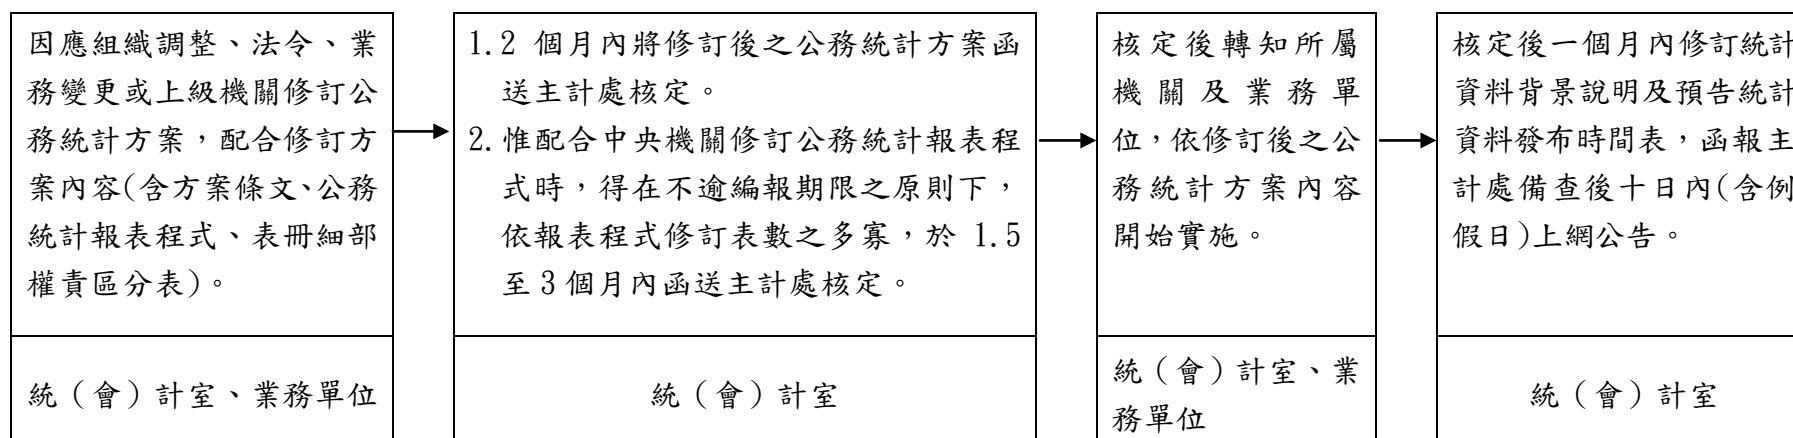 因應組織調整、法令、業
務變更或上級機關修訂公
務統計方案，配合修訂方
案內容(含方案條文、公務
統計報表程式、表冊細部
權責區分表)。
統（會）計室、業務單位
1.2 個月內將修訂後之公務統計方案函
送主計處核定。
2.惟配合中央機關修訂公務統計報表程
式時，得在不逾編報期限之原則下，
依報表程式修訂表數之多寡，於 1.5
至3個月內函送主計處核定。
統（會）計室
核定後轉知所屬
機關及業務單
位，依修訂後之公
務統計方案內容
開始實施。
統（會）計室、業
務單位
核定後一個月內修訂統計
資料背景說明及預告統計
資料發布時間表，函報主
計處備查後十日內(含例
假日)上網公告。
統（會）計室